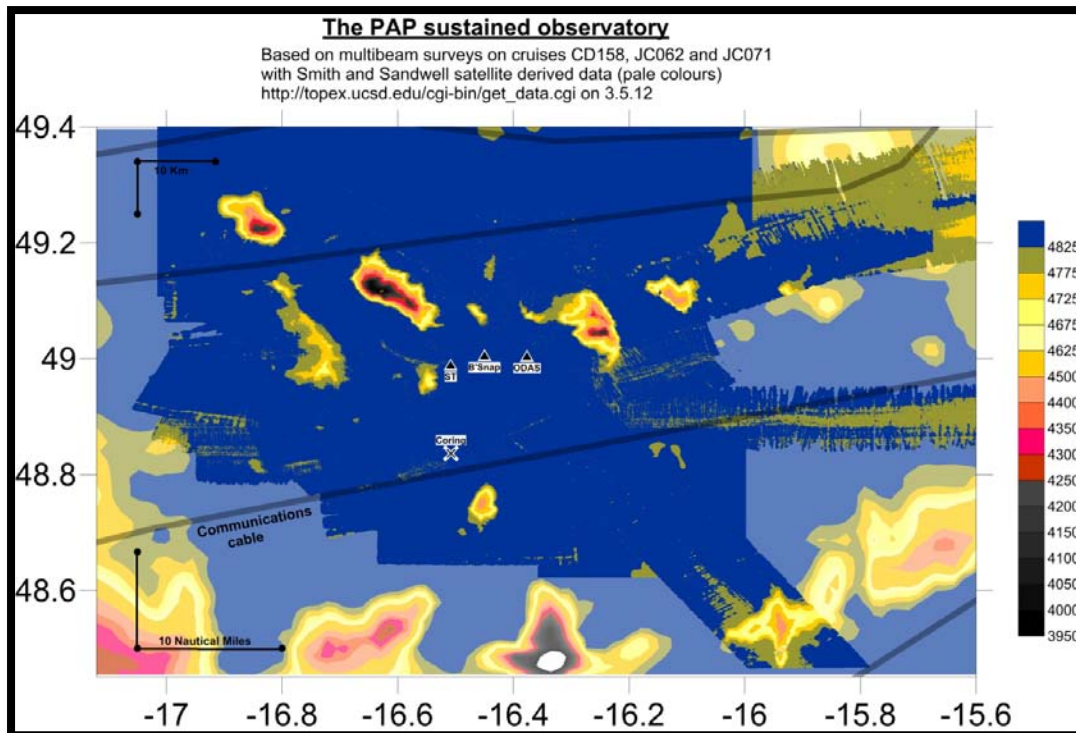 The PAP sustained observatory
Based on multibeam surveys on cruises CD158, JC062 and JC071
with Smith and Sandwell satellite derived data (pale colours)
http://topex.ucsd.edu/cgi-bin/get_data.cgi on 3.5.12
49.4
10 Km
49.2
49
ST
B'Snap
ODAS
Coring
48.8
Communications
cable
48.6
10 Nautical Miles
-17
-16.8
-16.6
-16.4
-16.2
-16
-15.8
-15.6
4825
4775
4725
4675
4625
4500
4400
4350
4300
4250
4200
4150
4100
4050
4000
3950